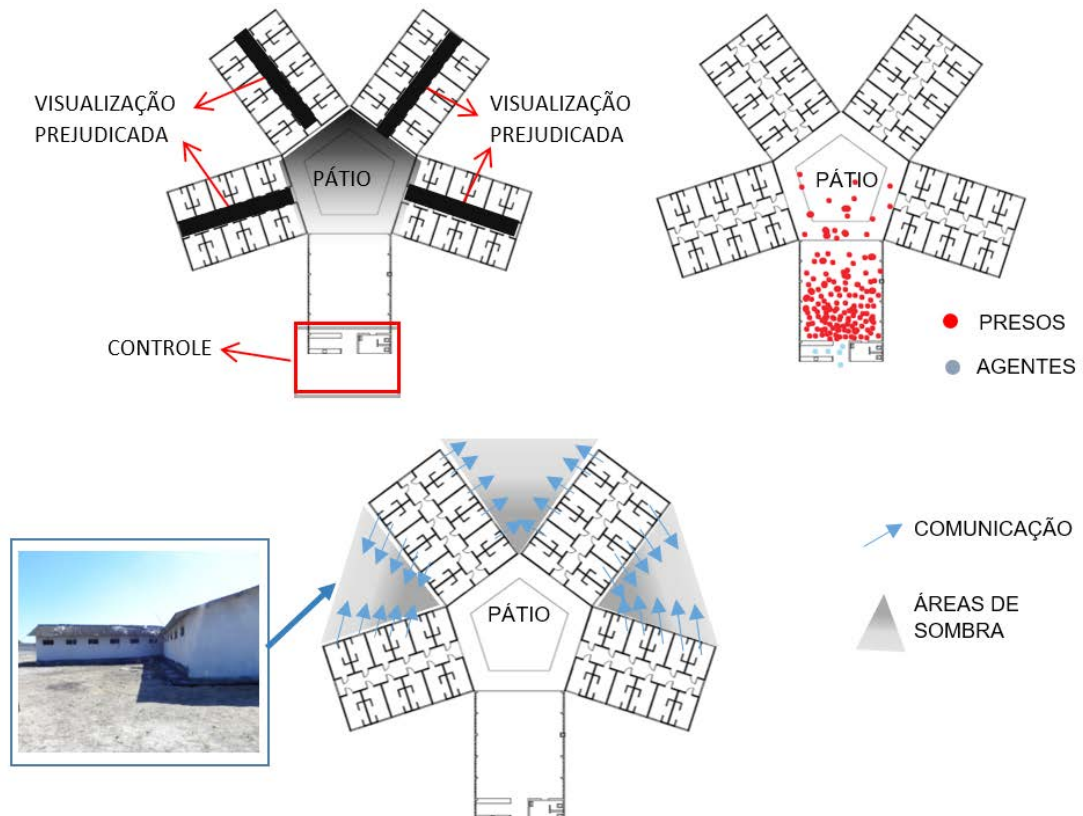 VISUALIZAÇÃO
PREJUDICADA
VISUALIZAÇÃO
PREJUDICADA
PÁTIO
CONTROLE
PÁTIO
PRESOS
AGENTES
PÁTIO
COMUNICAÇÃO
ÁREAS DE
SOMBRA